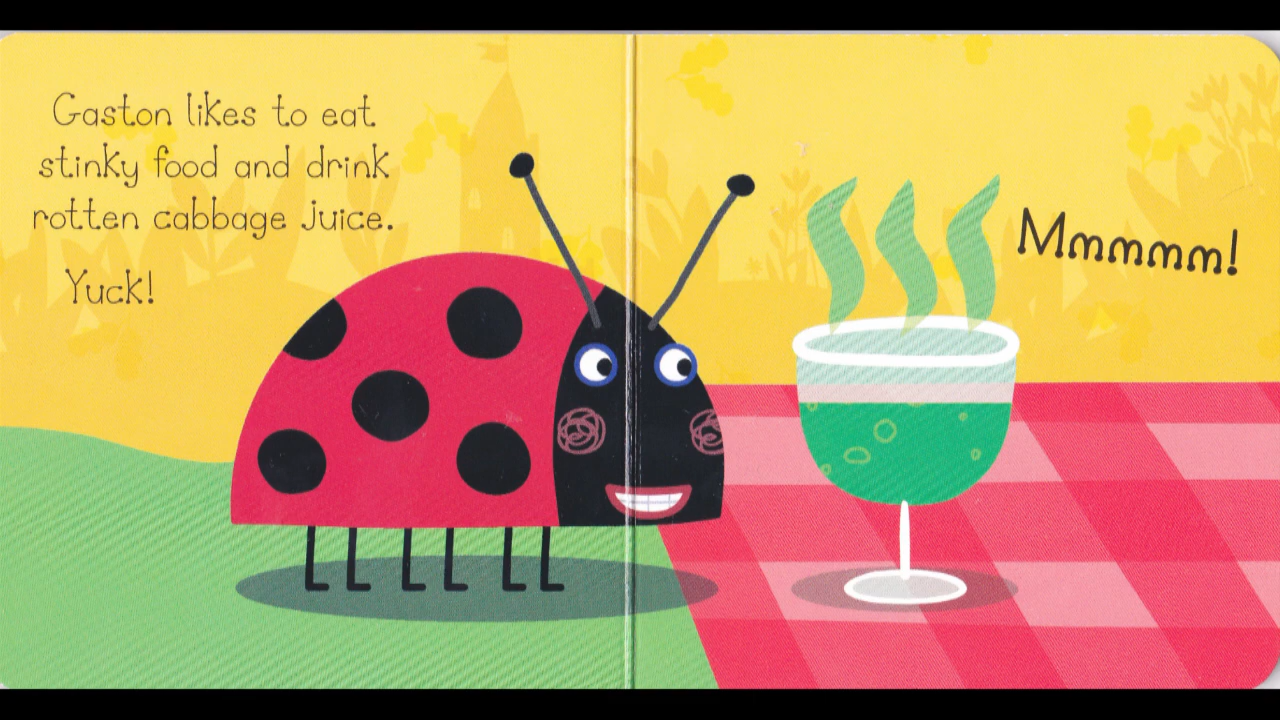 Gaston likes to eat
stinky food and drink
rotten cabbage juice.
Yuck!
Mmmmm!